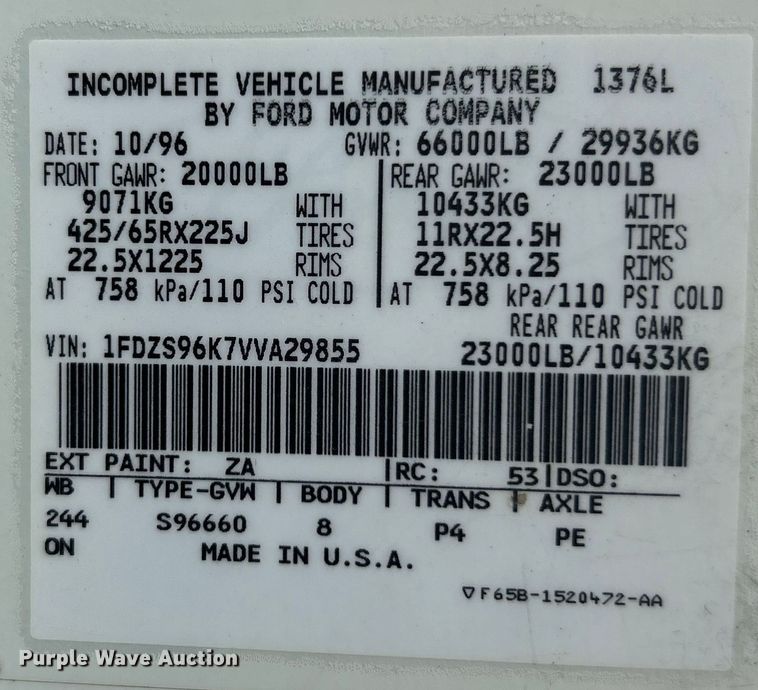 INCOMPLETE VEHICLE MANUFACTURED 1376L
BY FORD MOTOR COMPANY
DATE: 10/96 GVWR: 66000LB / 29936KG
FRONT GAWR: 20000LB REAR GAWR: 23000LB
9071KG WITH 10433KG WITH
425/65RX225J TIRES 11RX22.5H TIRES
22.5X1225 RIMS 22.5X8.25 RIMS
AT 758 kPa/110 PSI COLD AT 758 kPa/110 PSI COLD
REAR REAR GAWR
VIN: 1FDZS96K7VVA29855 23000LB/10433KG
EXT PAINT: ZA RC: 53 DSO:
WB TYPE-GVW BODY TRANS AXLE
244 S96660 8 P4 PE
ON MADE IN U.S.A.
F65B-1520472-AA
Purple Wave Auction